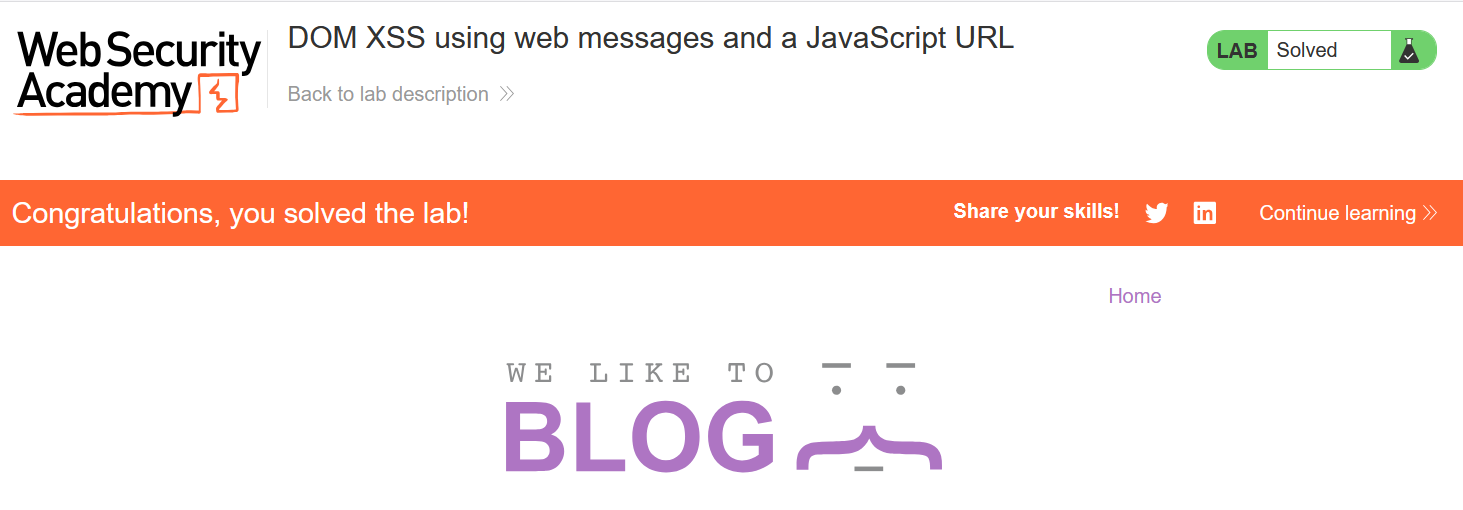 Web Security
Academy
DOM XSS using web messages and a JavaScript URL
Back to lab description
LAB Solved
Congratulations, you solved the lab!
Share your skills!
Continue learning
Home
WE LIKE TO
BLOG